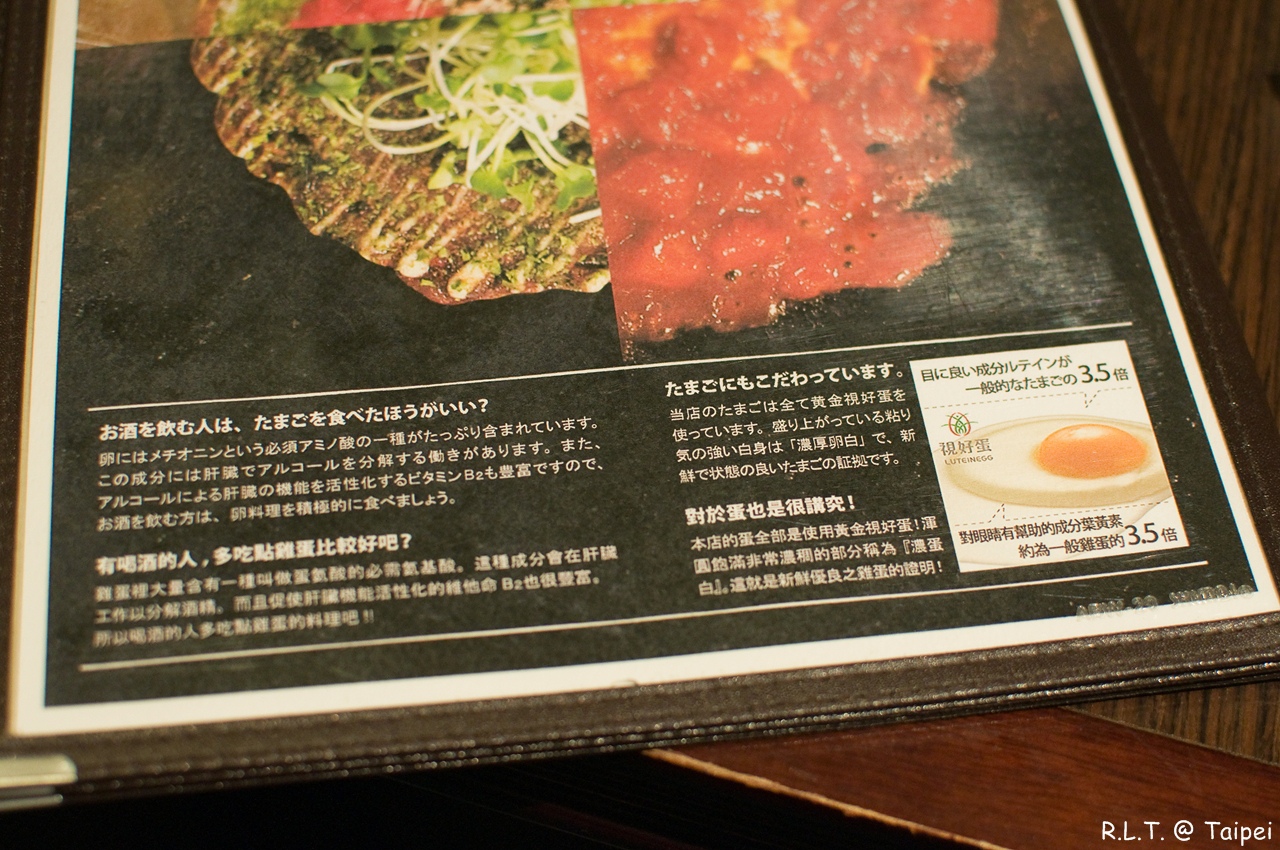 お酒を飲む人は、たまごを食べたほうがいい？
卵にはメチオニンという必須アミノ酸の一種がたっぷり含まれています。
この成分には肝臓でアルコールを分解する働きがあります。また、
アルコールによる肝臓の機能を活性化するビタミンB2も豊富ですので、
お酒を飲む方は、卵料理を積極的に食べましょう。
有喝酒的人，多吃點雞蛋比較好吧？
雞蛋裡大量含有一種叫做蛋氨酸的必需氨基酸。這種成分會在肝臟
工作以分解酒精。而且促使肝臟機能活性化的維他命 B2也很豐富。
所以喝酒的人多吃點雞蛋的料理吧！！
たまごにもこだわっています。
当店のたまごは全て黄金視好蛋を
使っています。盛り上がっている粘り
気の強い白身は「濃厚卵白」で、新
鮮で状態の良いたまごの証拠です。
對於蛋也是很講究！
本店的蛋全部是使用黃金視好蛋！渾
圓飽滿非常濃稠的部分稱為『濃蛋
白』。這就是新鮮優良之雞蛋的證明！
目に良い成分ルテインが
一般的なたまごの3.5倍
視好蛋
LUTEINEGG
對眼睛有幫助的成分葉黃素
約為一般雞蛋的3.5倍
R.L.T. @ Taipei